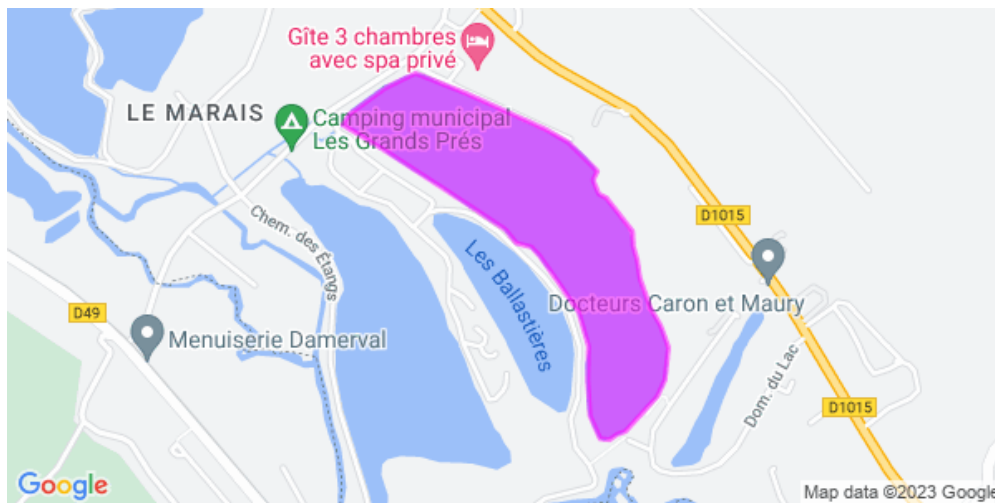 Gîte 3 chambres
avec spa privé
LE MARAIS
Camping municipal
Les Grands Prés
D1015
Chem. des Étangs
Les Ballastières
Docteurs Caron et Maury
D49
Menuiserie Damerval
Dom. du Lac
D1015
Google
Map data ©2023 Google